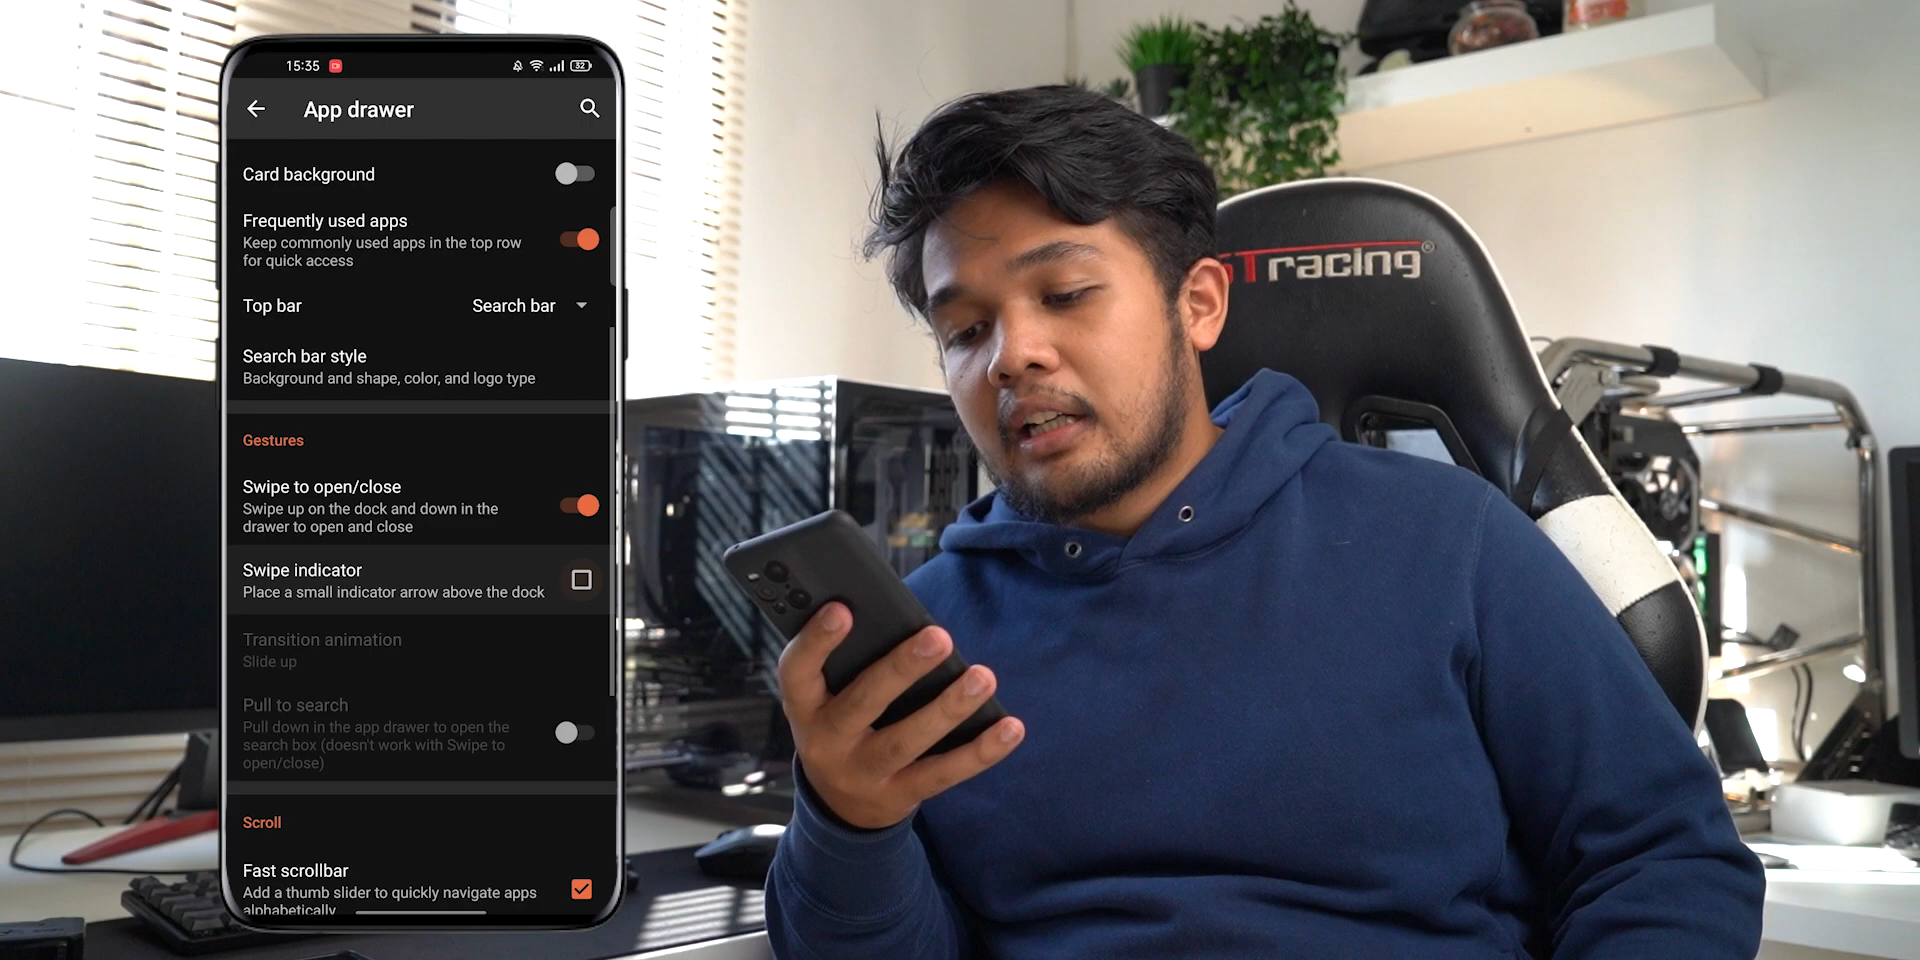 15:35
32
App drawer
Card background
Frequently used apps
Keep commonly used apps in the top row
for quick access
Top bar
Search bar
Search bar style
Background and shape, color, and logo type
Gestures
Swipe to open/close
Swipe up on the dock and down in the
drawer to open and close
Swipe indicator
Place a small indicator arrow above the dock
Transition animation
Slide up
Pull to search
Pull down in the app drawer to open the
search box (doesn't work with Swipe to
open/close)
Scroll
Fast scrollbar
Add a thumb slider to quickly navigate apps
alphabetically
GTracing®